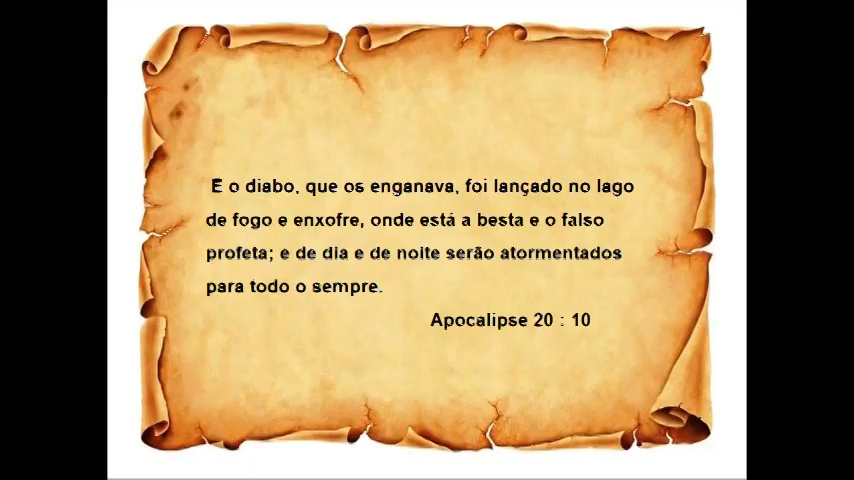 E o diabo, que os enganava, foi lançado no lago
de fogo e enxofre, onde está a besta e o falso
profeta; e de dia e de noite serão atormentados
para todo o sempre.
Apocalipse 20 : 10